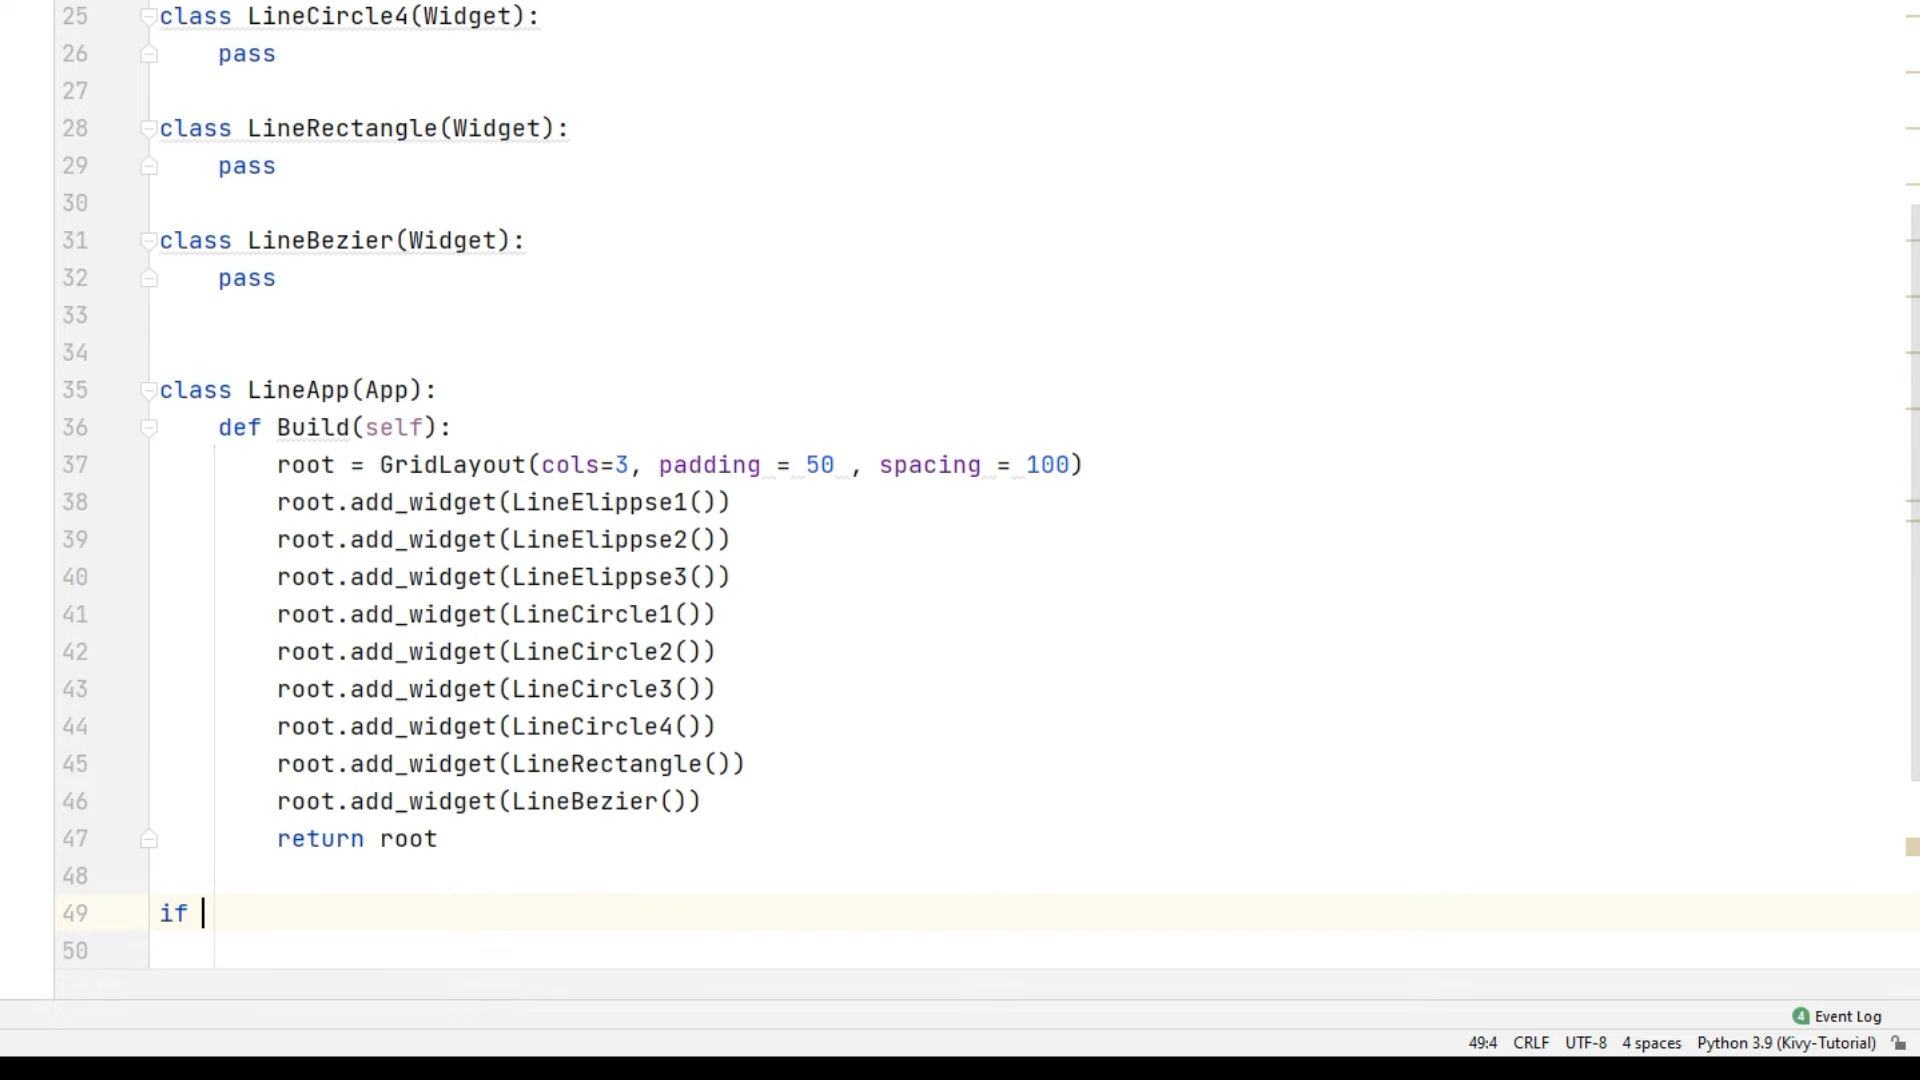 25 class LineCircle4(Widget):
26     pass
27
28 class LineRectangle(Widget):
29     pass
30
31 class LineBezier(Widget):
32     pass
33
34
35 class LineApp(App):
36     def Build(self):
37         root = GridLayout(cols=3, padding = 50 , spacing = 100)
38         root.add_widget(LineElippse1())
39         root.add_widget(LineElippse2())
40         root.add_widget(LineElippse3())
41         root.add_widget(LineCircle1())
42         root.add_widget(LineCircle2())
43         root.add_widget(LineCircle3())
44         root.add_widget(LineCircle4())
45         root.add_widget(LineRectangle())
46         root.add_widget(LineBezier())
47         return root
48
49 if
50
4 Event Log
49:4 CRLF UTF-8 4 spaces Python 3.9 (Kivy-Tutorial)